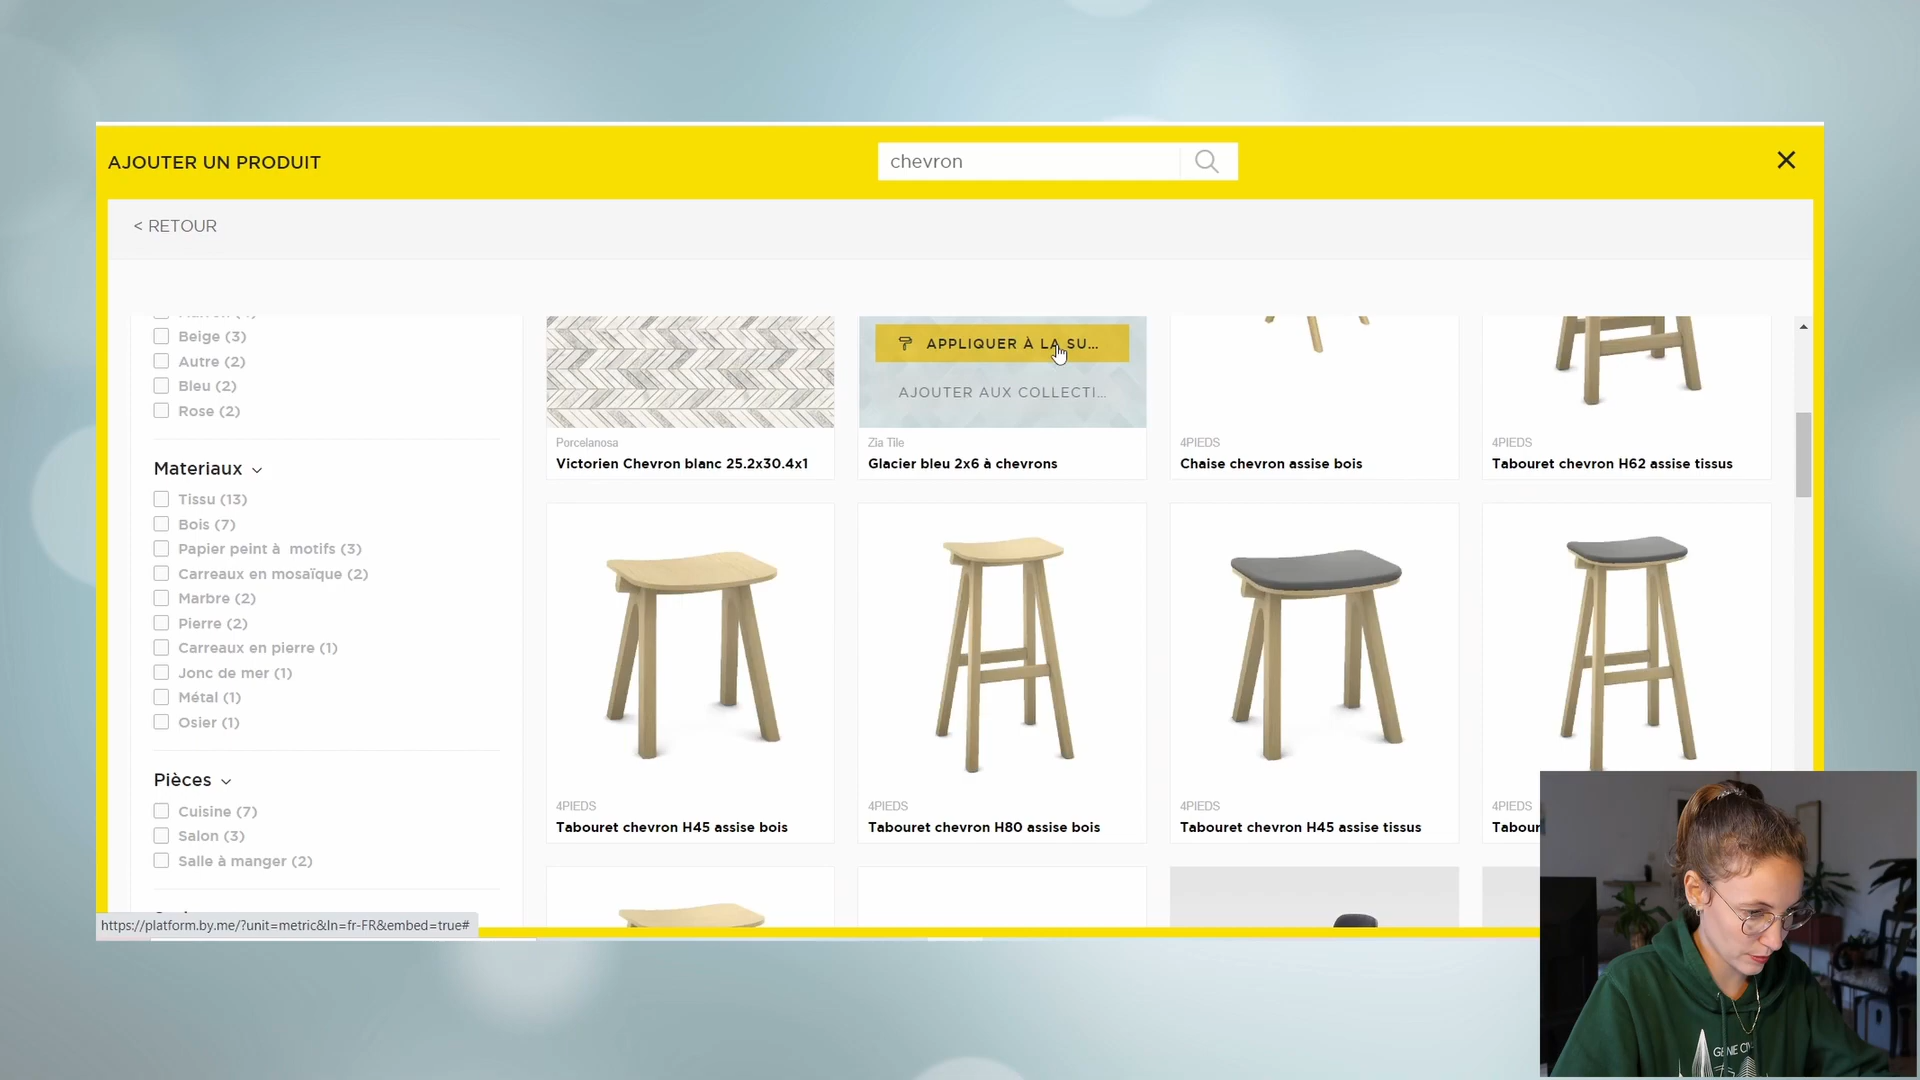 AJOUTER UN PRODUIT
chevron
< RETOUR
Beige (3)
Autre (2)
Bleu (2)
Rose (2)
Materiaux
Tissu (13)
Bois (7)
Papier peint à motifs (3)
Carreaux en mosaïque (2)
Marbre (2)
Pierre (2)
Carreaux en pierre (1)
Jonc de mer (1)
Métal (1)
Osier (1)
Pièces
Cuisine (7)
Salon (3)
Salle à manger (2)
APPLIQUER À LA SU...
AJOUTER AUX COLLECTI...
Porcelanosa
Victorien Chevron blanc 25.2x30.4x1
Zia Tile
Glacier bleu 2x6 à chevrons
4PIEDS
Chaise chevron assise bois
4PIEDS
Tabouret chevron H62 assise tissus
4PIEDS
Tabouret chevron H45 assise bois
4PIEDS
Tabouret chevron H80 assise bois
4PIEDS
Tabouret chevron H45 assise tissus
4PIEDS
Tabour
https://platform.by.me/?unit=metric&ln=fr-FR&embed=true#